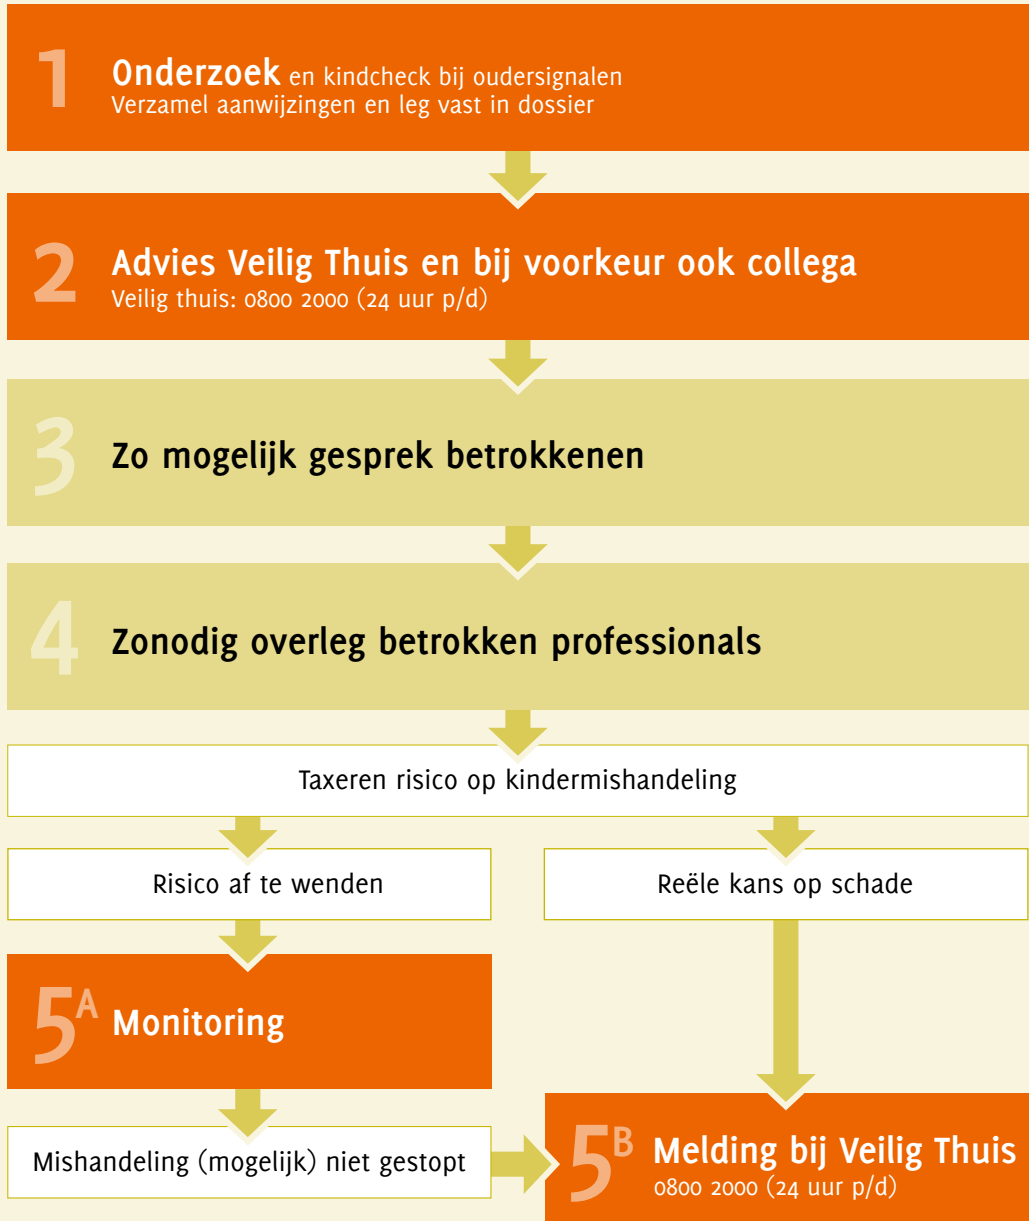 1
Onderzoek en kindcheck bij oudersignalen
Verzamel aanwijzingen en leg vast in dossier
2
Advies Veilig Thuis en bij voorkeur ook collega
Veilig thuis: 0800 2000 (24 uur p/d)
3
Zo mogelijk gesprek betrokkenen
4
Zonodig overleg betrokken professionals
Taxeren risico op kindermishandeling
Risico af te wenden
Reële kans op schade
5A Monitoring
Mishandeling (mogelijk) niet gestopt
5B Melding bij Veilig Thuis
0800 2000 (24 uur p/d)